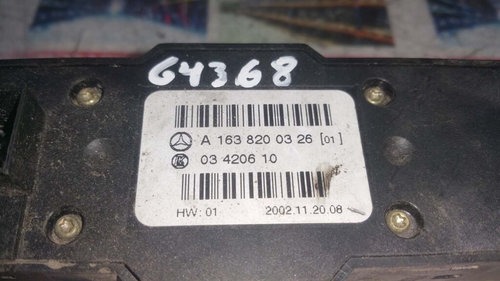 64368
A 163 820 03 26 [01]
03 4206 10
HW: 01 2002.11.20.08